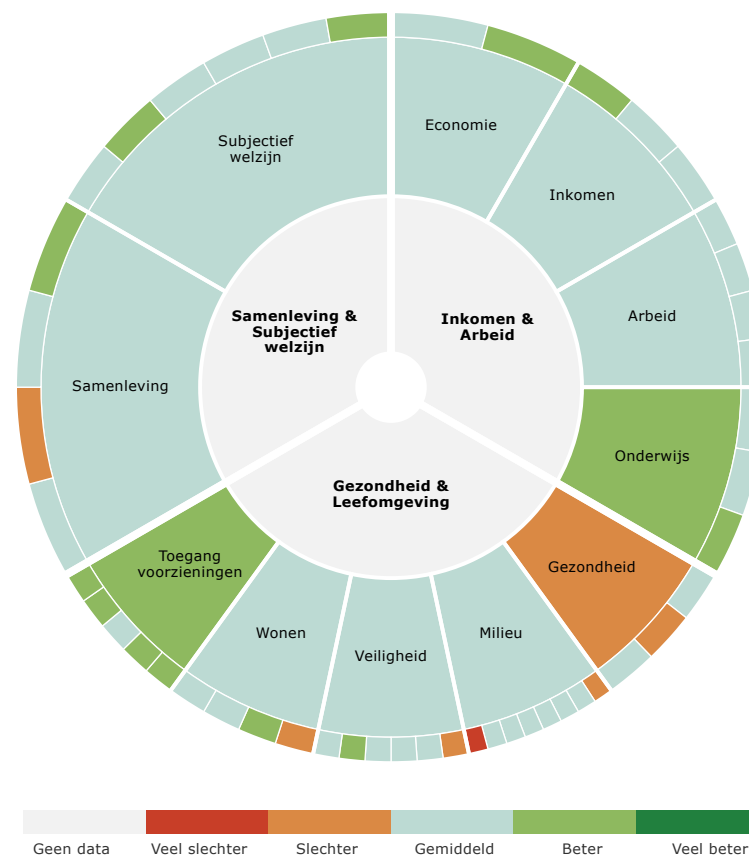 Subjectief
welzijn
Economie
Inkomen
Samenleving &
Subjectief
welzijn
Inkomen &
Arbeid
Arbeid
Samenleving
Onderwijs
Gezondheid &
Leefomgeving
Toegang
voorzieningen
Gezondheid
Wonen
Milieu
Veiligheid
Geen data
Veel slechter
Slechter
Gemiddeld
Beter
Veel beter